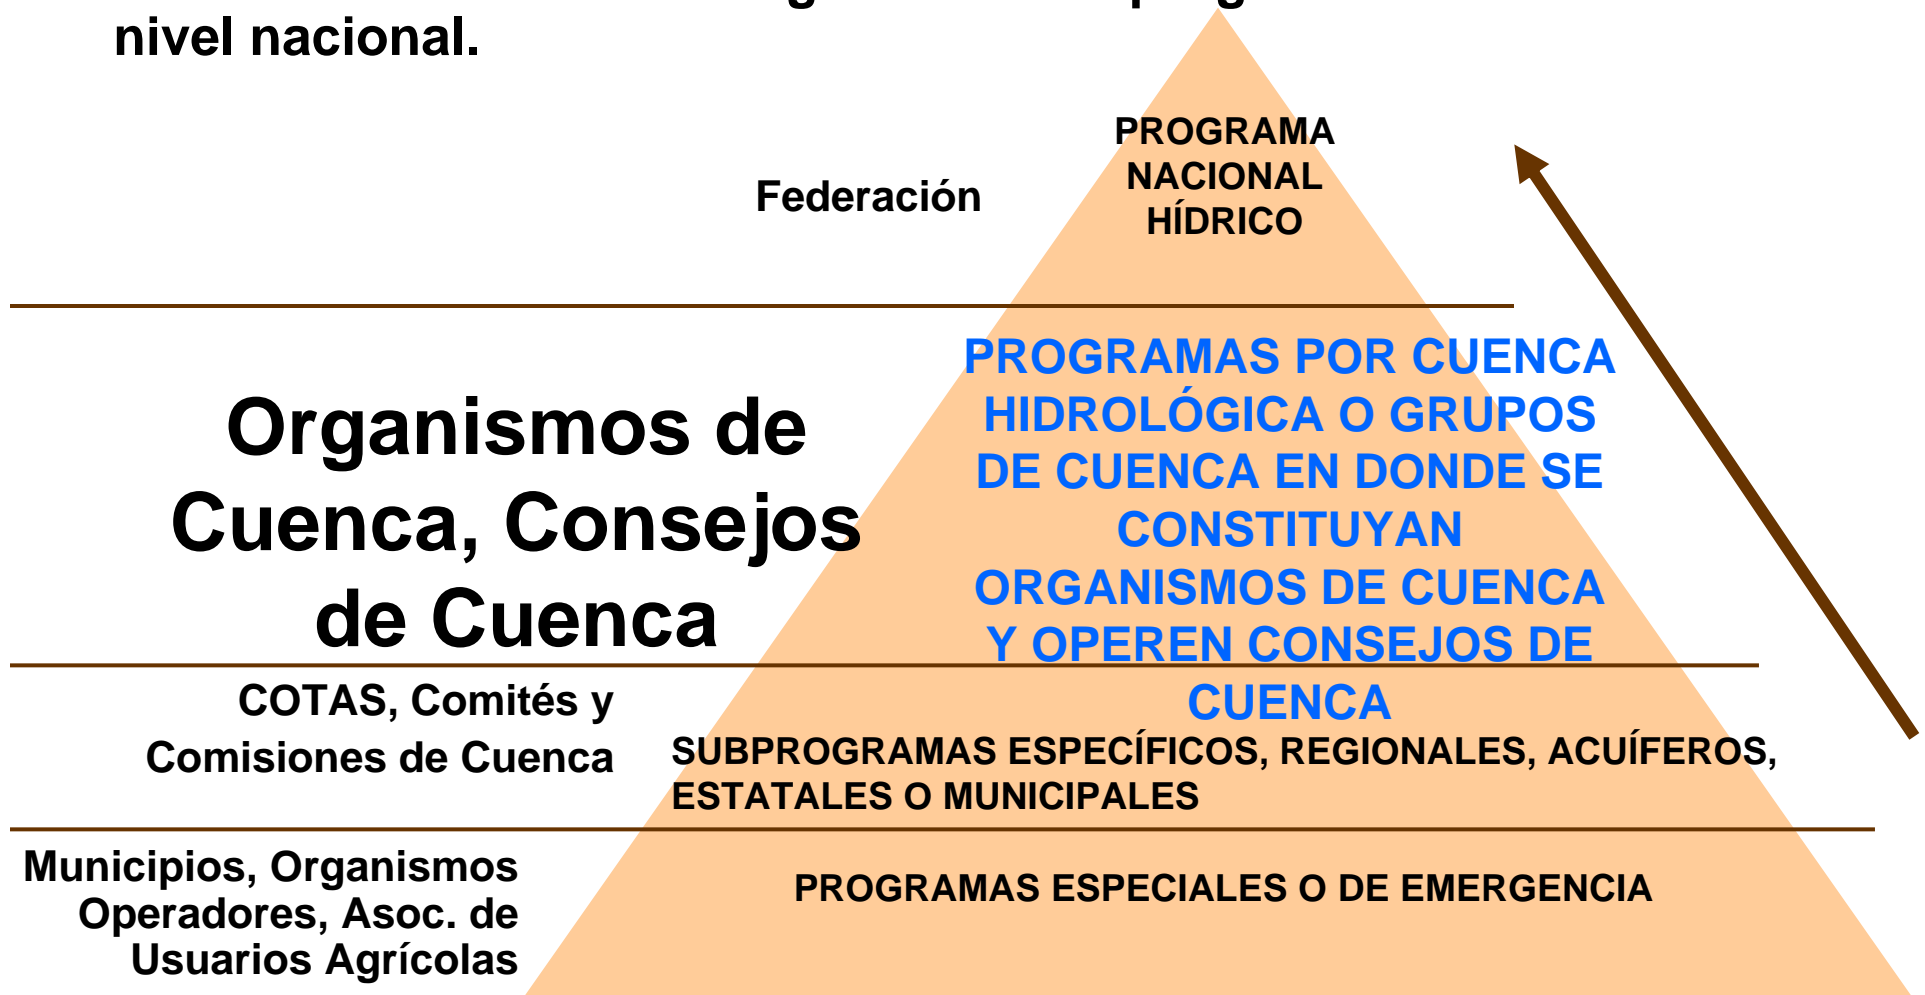 nivel nacional.
PROGRAMA
NACIONAL
HÍDRICO
Federación
PROGRAMAS POR CUENCA
HIDROLÓGICA O GRUPOS
DE CUENCA EN DONDE SE
CONSTITUYAN
ORGANISMOS DE CUENCA
Y OPEREN CONSEJOS DE
CUENCA
Organismos de
Cuenca, Consejos
de Cuenca
COTAS, Comités y
Comisiones de Cuenca
SUBPROGRAMAS ESPECÍFICOS, REGIONALES, ACUÍFEROS,
ESTATALES O MUNICIPALES
Municipios, Organismos
Operadores, Asoc. de
Usuarios Agrícolas
PROGRAMAS ESPECIALES O DE EMERGENCIA